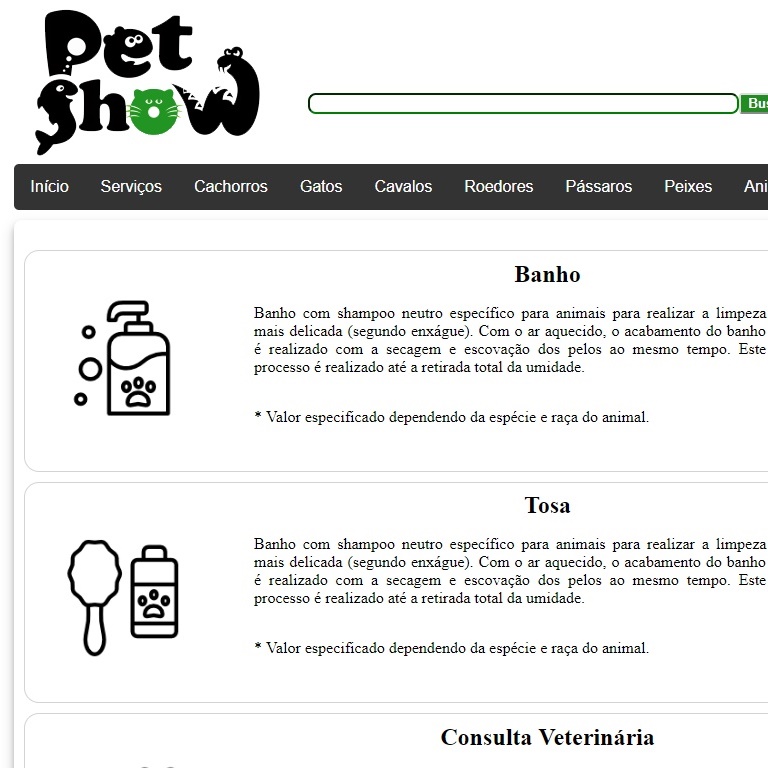 Pet
Show
Bus
Início Serviços Cachorros Gatos Cavalos Roedores Pássaros Peixes Ani
Banho
Banho com shampoo neutro específico para animais para realizar a limpeza
mais delicada (segundo enxágue). Com o ar aquecido, o acabamento do banho
é realizado com a secagem e escovação dos pelos ao mesmo tempo. Este
processo é realizado até a retirada total da umidade.
* Valor especificado dependendo da espécie e raça do animal.
Tosa
Banho com shampoo neutro específico para animais para realizar a limpeza
mais delicada (segundo enxágue). Com o ar aquecido, o acabamento do banho
é realizado com a secagem e escovação dos pelos ao mesmo tempo. Este
processo é realizado até a retirada total da umidade.
* Valor especificado dependendo da espécie e raça do animal.
Consulta Veterinária